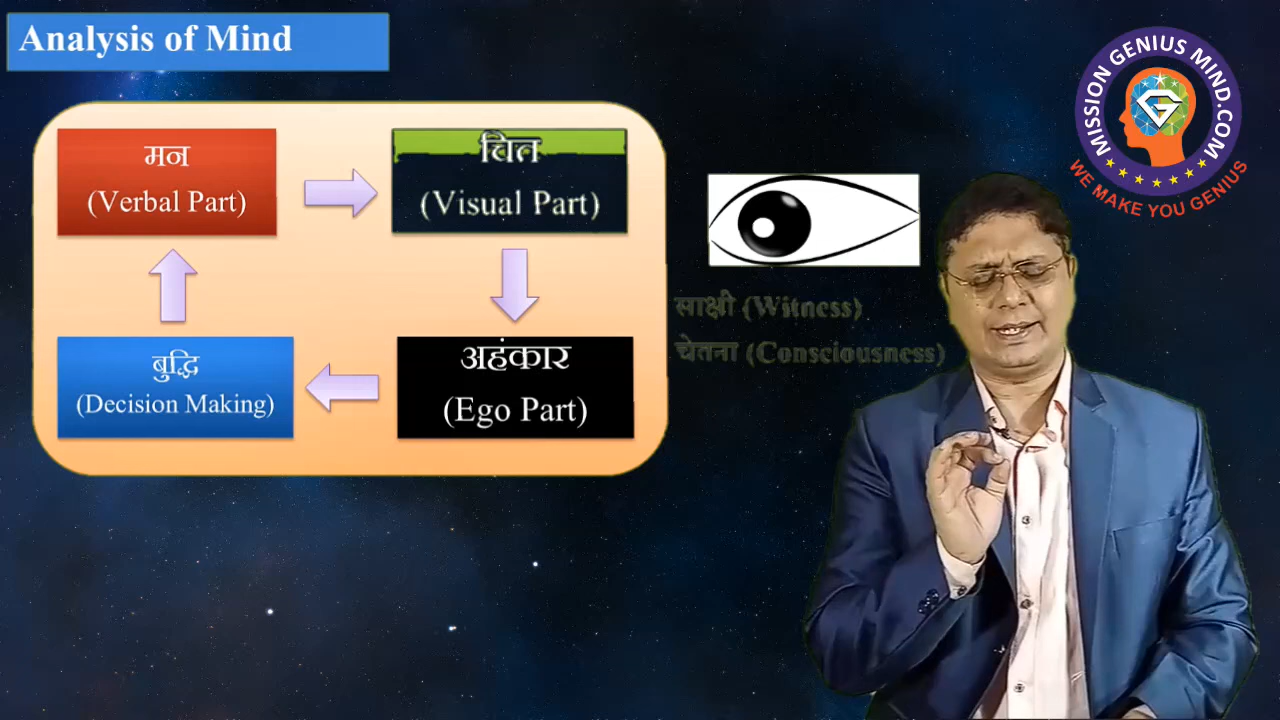 Analysis of Mind
मन
(Verbal Part)
चित
(Visual Part)
बुद्धि
(Decision Making)
अहंकार
(Ego Part)
साक्षी (Witness)
चेतना (Consciousness)
MISSION GENIUS MIND.COM
G
WE MAKE YOU GENIUS